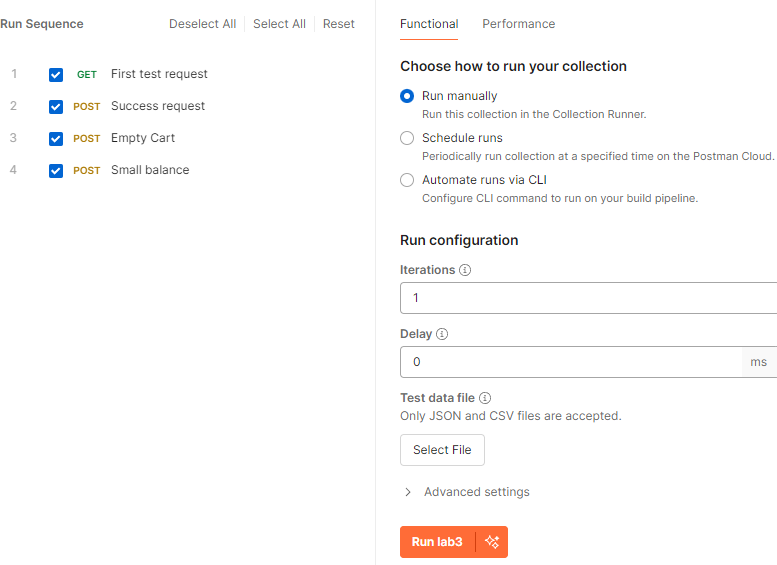 Run Sequence
Deselect All
Select All
Reset
1 GET First test request
2 POST Success request
3 POST Empty Cart
4 POST Small balance
Functional
Performance
Choose how to run your collection
Run manually
Run this collection in the Collection Runner.
Schedule runs
Periodically run collection at a specified time on the Postman Cloud.
Automate runs via CLI
Configure CLI command to run on your build pipeline.
Run configuration
Iterations
1
Delay
0 ms
Test data file
Only JSON and CSV files are accepted.
Select File
Advanced settings
Run lab3